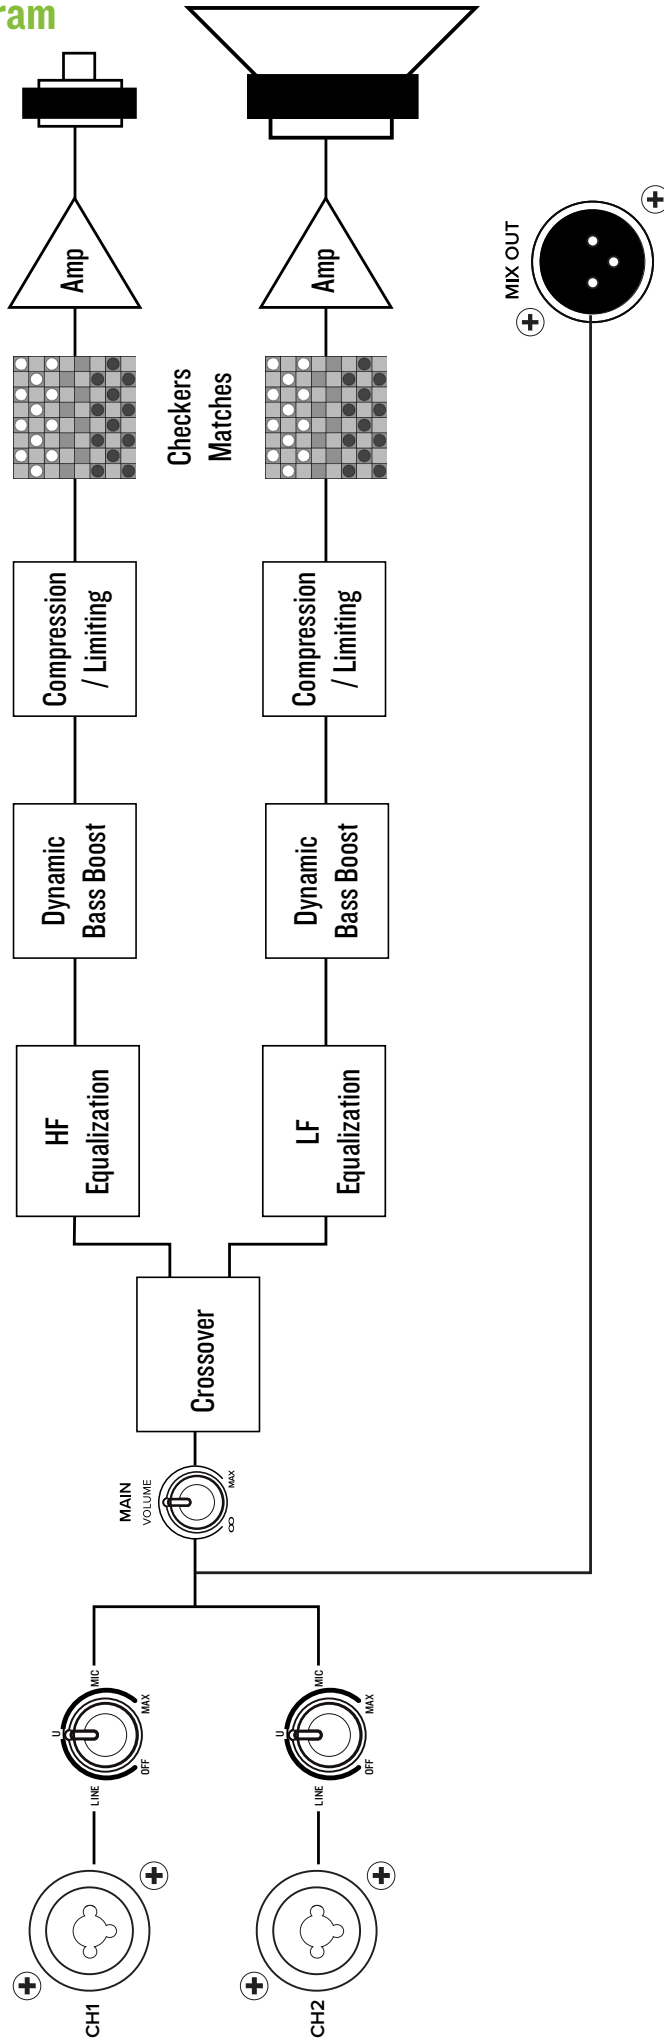 ram
CH1
LINE
U
MIC
OFF
MAX
CH2
LINE
U
MIC
OFF
MAX
MAIN
VOLUME
∞
MAX
Crossover
HF
Equalization
Dynamic
Bass Boost
Compression
/ Limiting
Checkers
Matches
Amp
LF
Equalization
Dynamic
Bass Boost
Compression
/ Limiting
Amp
MIX OUT